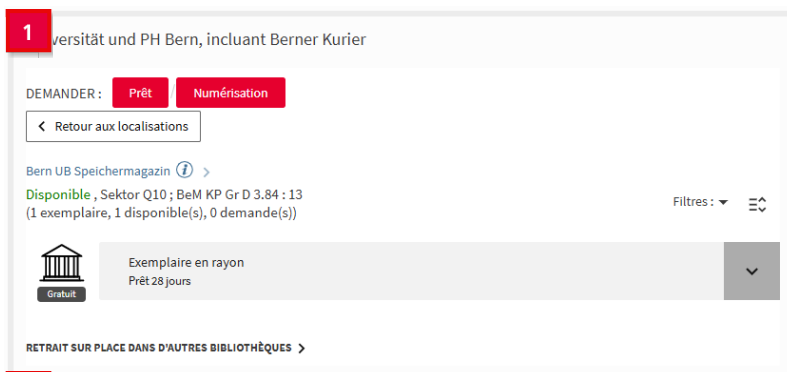 1
versität und PH Bern, incluant Berner Kurier
DEMANDER : Prêt / Numérisation
Retour aux localisations
Bern UB Speichermagazin i
Disponible , Sektor Q10 ; BeM KP Gr D 3.84 : 13
(1 exemplaire, 1 disponible(s), 0 demande(s))
Filtres :
Exemplaire en rayon
Prêt 28 jours
Gratuit
RETRAIT SUR PLACE DANS D'AUTRES BIBLIOTHÈQUES